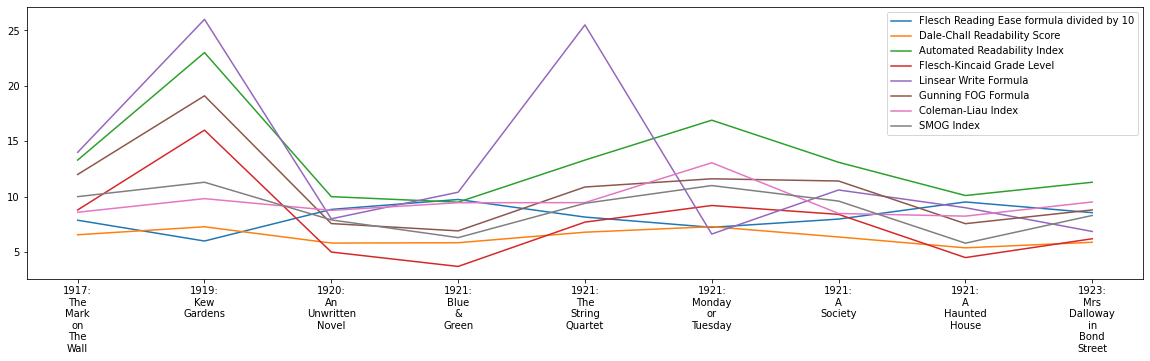 25
20
15
10
5
Flesch Reading Ease formula divided by 10
Dale-Chall Readability Score
Automated Readability Index
Flesch-Kincaid Grade Level
Linsear Write Formula
Gunning FOG Formula
Coleman-Liau Index
SMOG Index
1917:
The
Mark
on
The
Wall
1919:
Kew
Gardens
1920:
An
Unwritten
Novel
1921:
Blue
&
Green
1921:
The
String
Quartet
1921:
Monday
or
Tuesday
1921:
A
Society
1921:
A
Haunted
House
1923:
Mrs
Dalloway
in
Bond
Street